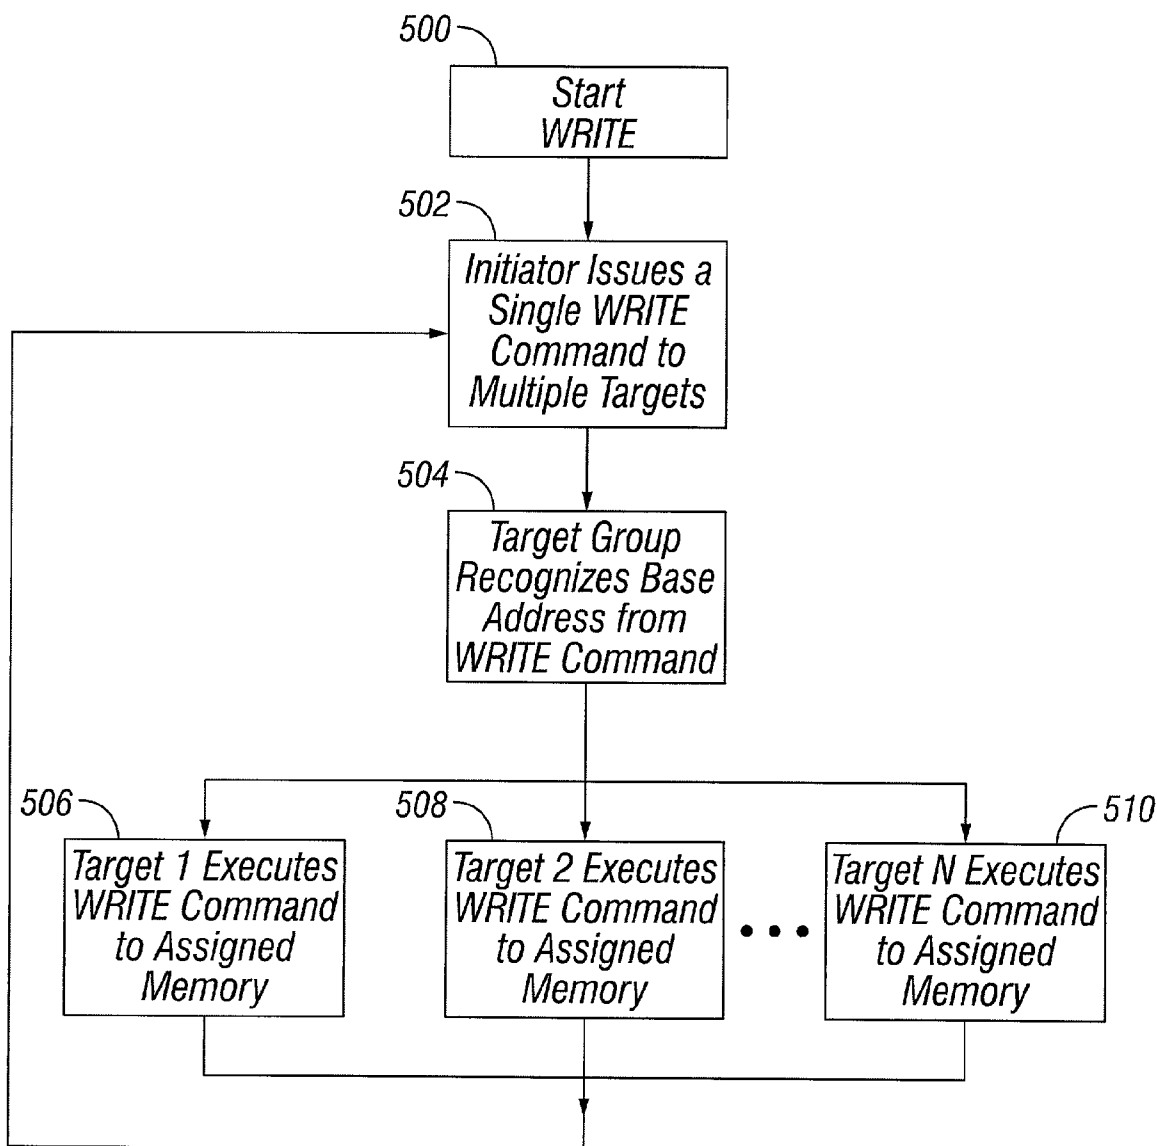 500
Start
WRITE
502
Initiator Issues a
Single WRITE
Command to
Multiple Targets
504
Target Group
Recognizes Base
Address from
WRITE Command
506
Target 1 Executes
WRITE Command
to Assigned
Memory
508
Target 2 Executes
WRITE Command
to Assigned
Memory
510
Target N Executes
WRITE Command
to Assigned
Memory